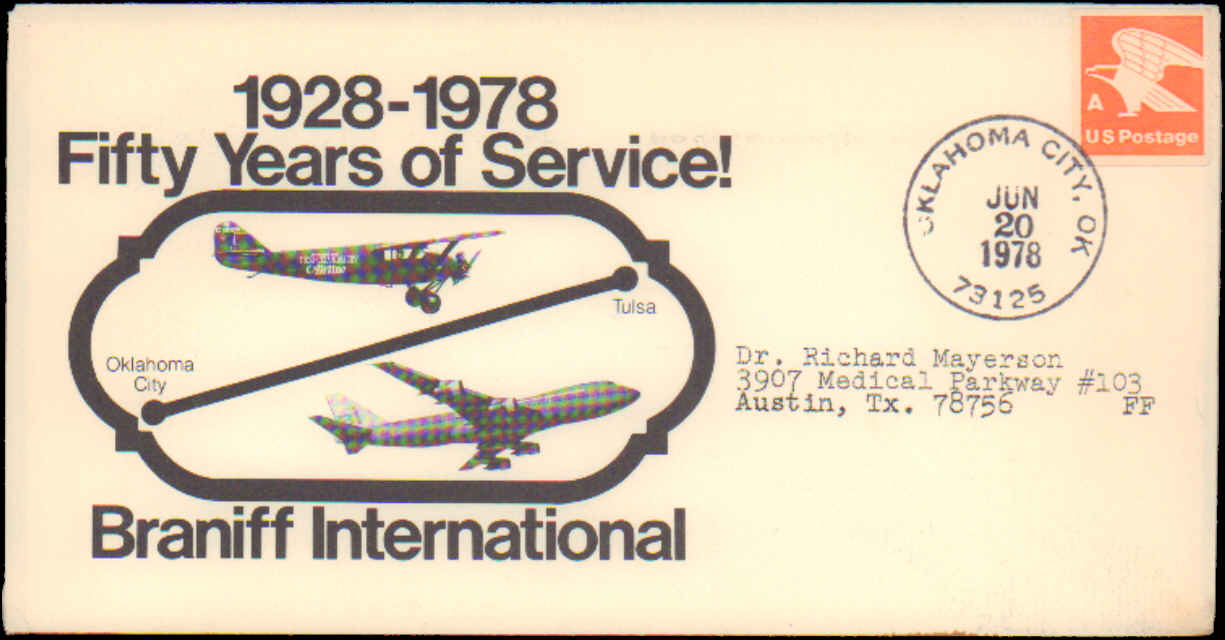 1928-1978
Fifty Years of Service!
Tulsa
Oklahoma
City
Braniff International
A
US Postage
OKLAHOMA CITY, OK
JUN
20
1978
73125
Dr. Richard Mayerson
3907 Medical Parkway #103
Austin, Tx. 78756 FF